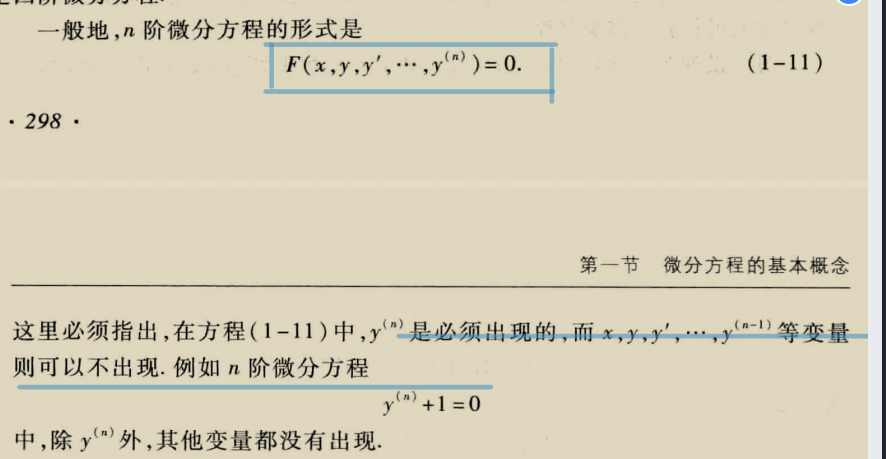 一般地,n 阶微分方程的形式是
F(x,y,y′,⋯,y⁽ⁿ⁾)=0. (1-11)
· 298 ·
第一节 微分方程的基本概念
这里必须指出,在方程(1-11)中,y⁽ⁿ⁾是必须出现的,而 x,y,y′,⋯,y⁽ⁿ⁻¹⁾等变量
则可以不出现. 例如 n 阶微分方程
y⁽ⁿ⁾+1=0
中,除 y⁽ⁿ⁾外,其他变量都没有出现.